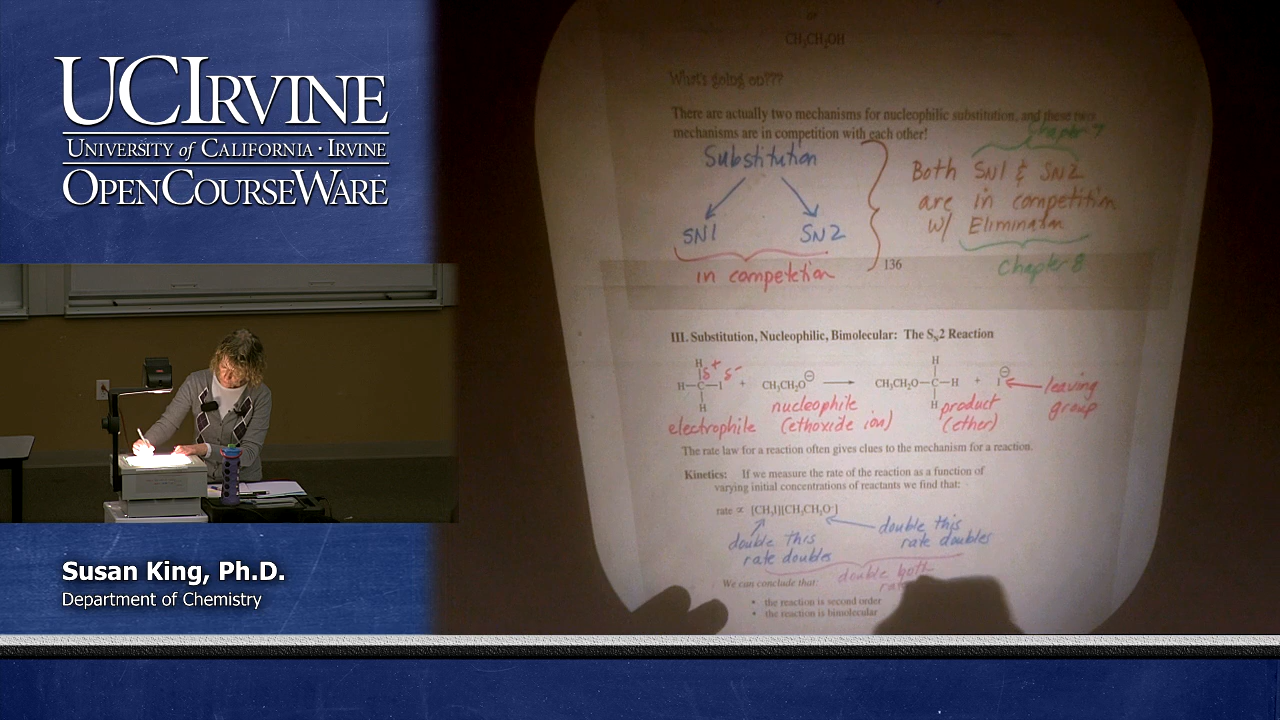 UCIRVINE
UNIVERSITY of CALIFORNIA · IRVINE
OPENCOURSEWARE
Susan King, Ph.D.
Department of Chemistry
CH₃CH₂OH
What's going on???
There are actually two mechanisms for nucleophilic substitution, and these two
mechanisms are in competition with each other!
Chapter 7
Substitution
SN1
SN2
in competetion
Both SN1 & SN2
are in competition
w/ Elimination
Chapter 8
136
III. Substitution, Nucleophilic, Bimolecular: The SN2 Reaction
H
δ+ δ-
H—C—I + CH₃CH₂O⊖ → CH₃CH₂O—C—H + I⊖
H
H
H
electrophile
nucleophile
(ethoxide ion)
product
(ether)
leaving
group
The rate law for a reaction often gives clues to the mechanism for a reaction.
Kinetics: If we measure the rate of the reaction as a function of
varying initial concentrations of reactants we find that:
rate ∝ [CH₃I][CH₃CH₂O⁻]
double this
rate doubles
double this
rate doubles
We can conclude that:
double both
• the reaction is second order
• the reaction is bimolecular